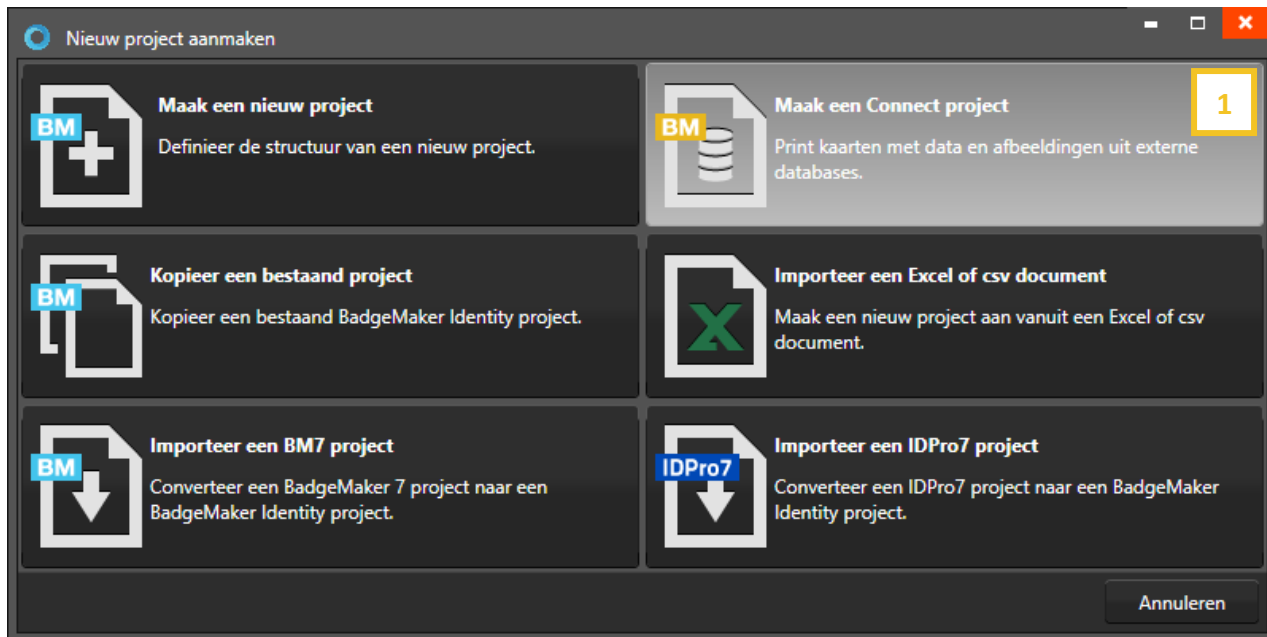 Nieuw project aanmaken
BM
Maak een nieuw project
Definieer de structuur van een nieuw project.
BM
Maak een Connect project
Print kaarten met data en afbeeldingen uit externe
databases.
1
BM
Kopieer een bestaand project
Kopieer een bestaand BadgeMaker Identity project.
X
Importeer een Excel of csv document
Maak een nieuw project aan vanuit een Excel of csv
document.
BM
Importeer een BM7 project
Converteer een BadgeMaker 7 project naar een
BadgeMaker Identity project.
IDPro7
Importeer een IDPro7 project
Converteer een IDPro7 project naar een BadgeMaker
Identity project.
Annuleren